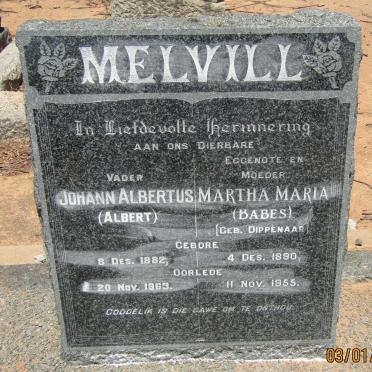 MELVILL
In Liefdevolle Herinnering
AAN ONS DIERBARE
VADER
JOHANN ALBERTUS
(ALBERT)
EGGENOTE EN
MOEDER
MARTHA MARIA
(BABES)
(GEB. DIPPENAAR)
GEBORE
8 DES. 1882,
4 DES. 1890,
OORLEDE
20 NOV. 1963.
11 NOV. 1955.
GODDELIK IS DIE GAWE OM TE ONTHOU.
03/01/